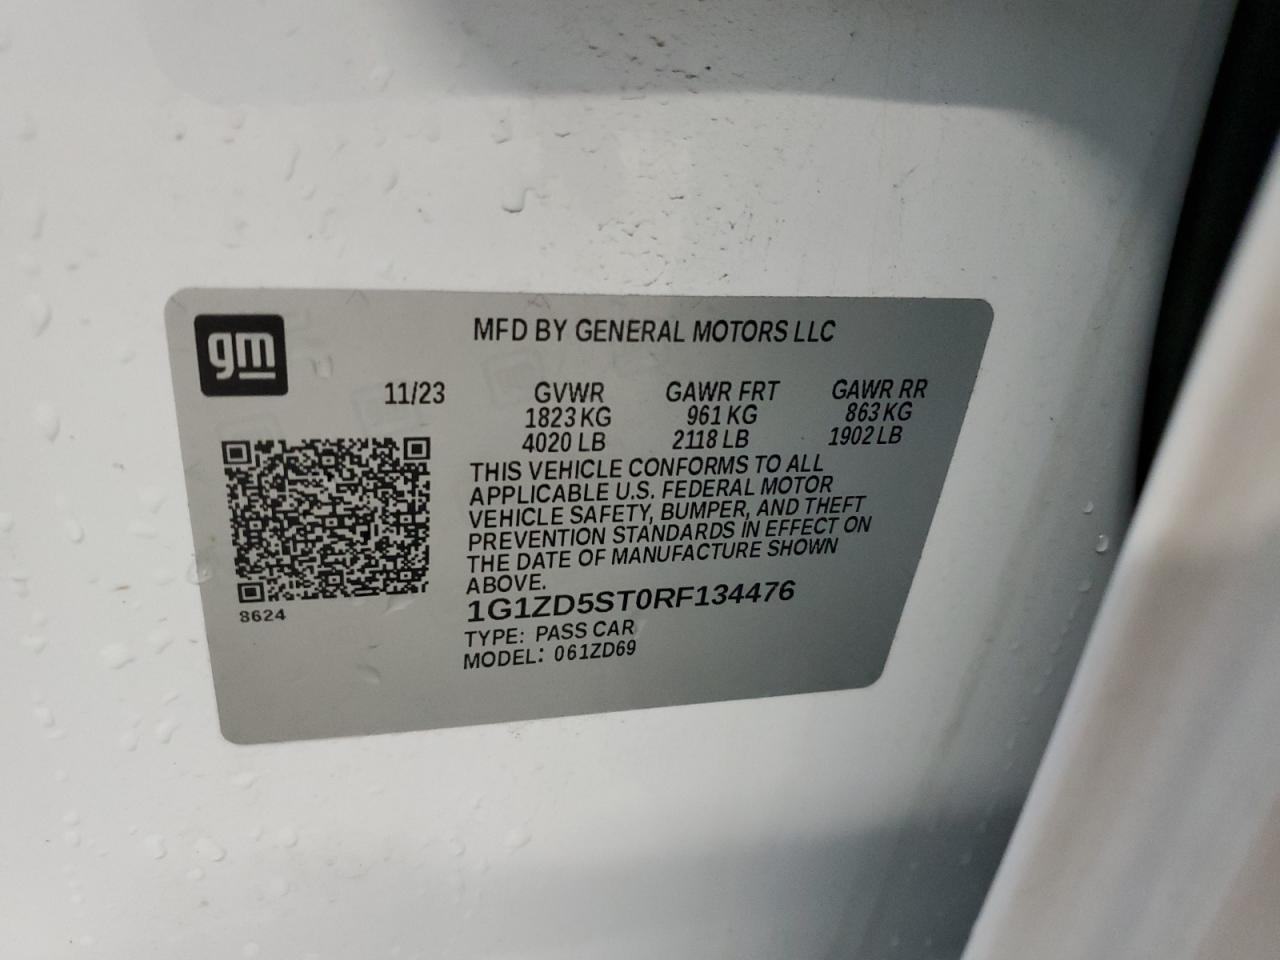 gm
MFD BY GENERAL MOTORS LLC
11/23 GVWR GAWR FRT GAWR RR
1823 KG 961 KG 863 KG
4020 LB 2118 LB 1902 LB
THIS VEHICLE CONFORMS TO ALL
APPLICABLE U.S. FEDERAL MOTOR
VEHICLE SAFETY, BUMPER, AND THEFT
PREVENTION STANDARDS IN EFFECT ON
THE DATE OF MANUFACTURE SHOWN
ABOVE.
8624
1G1ZD5ST0RF134476
TYPE: PASS CAR
MODEL: 061ZD69